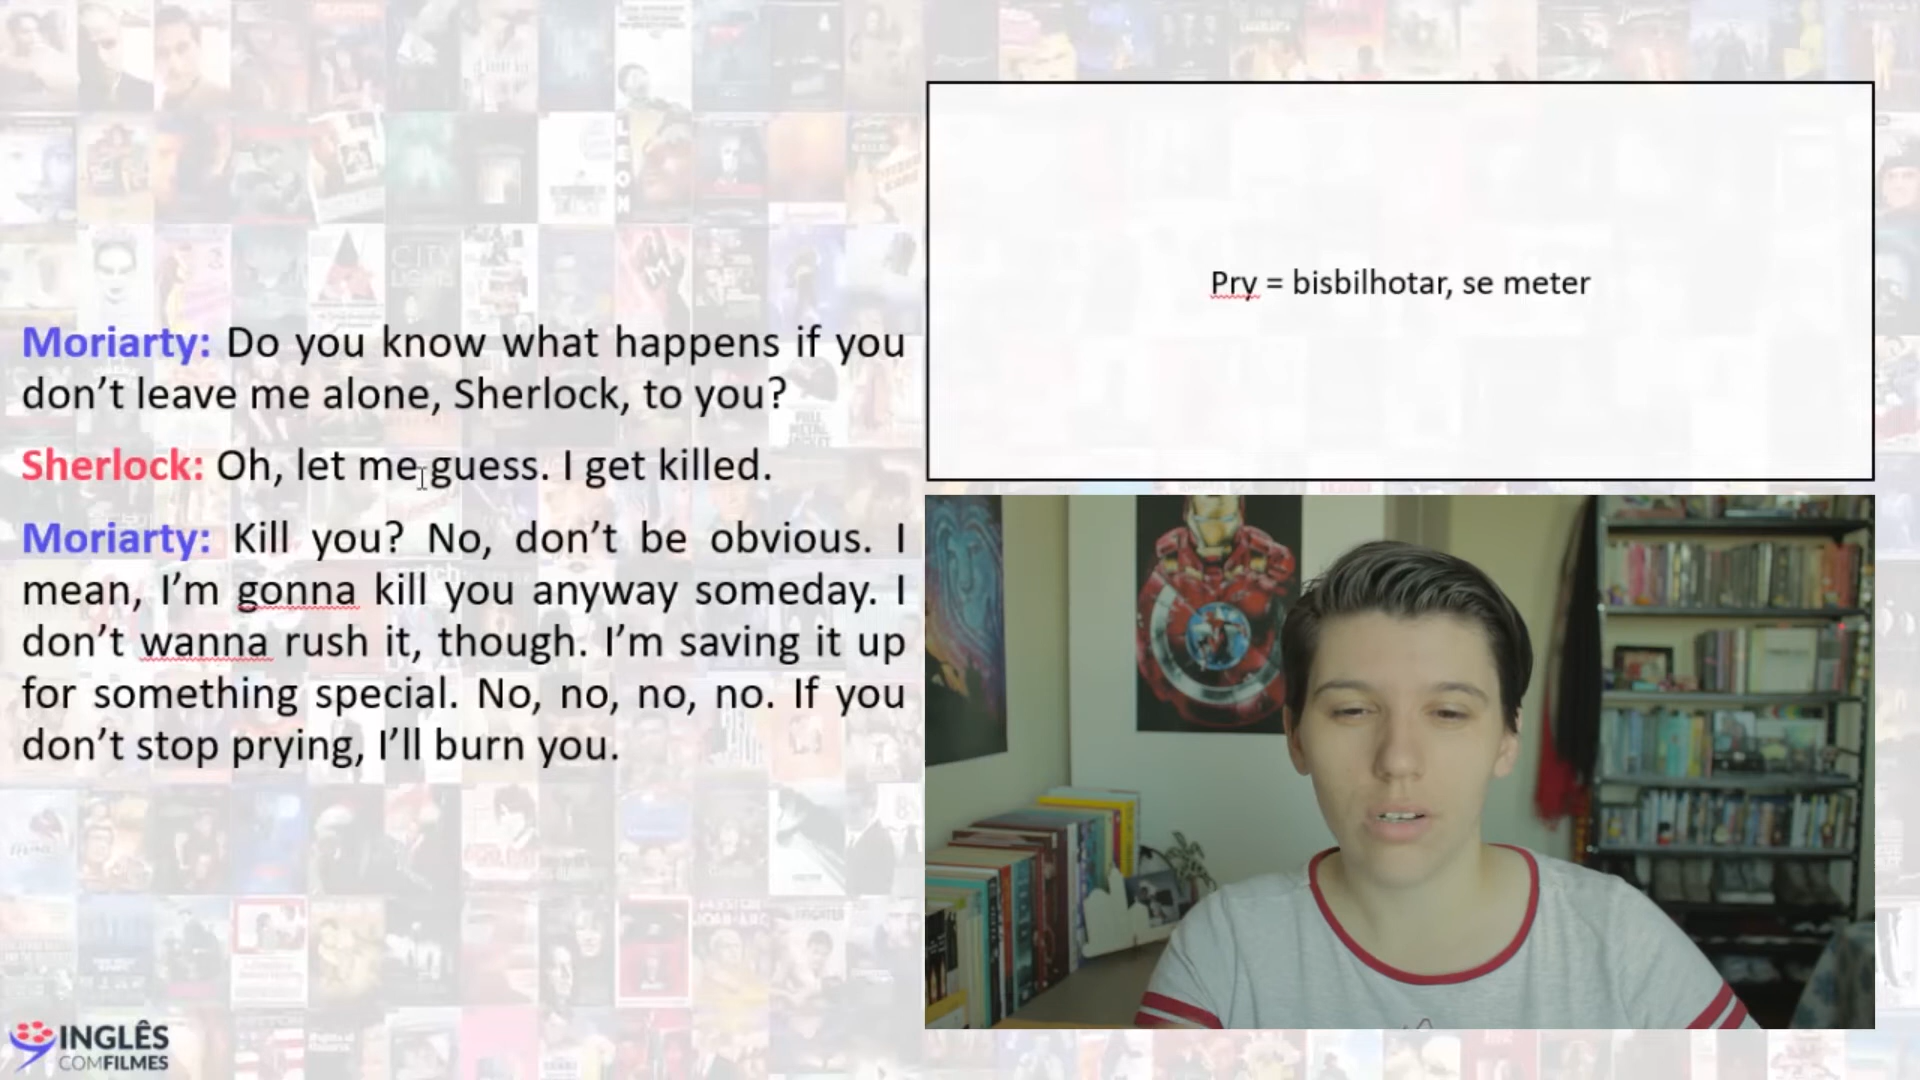 Moriarty: Do you know what happens if you
don’t leave me alone, Sherlock, to you?
Sherlock: Oh, let me guess. I get killed.
Moriarty: Kill you? No, don’t be obvious. I
mean, I’m gonna kill you anyway someday. I
don’t wanna rush it, though. I’m saving it up
for something special. No, no, no, no. If you
don’t stop prying, I’ll burn you.
Pry = bisbilhotar, se meter
INGLÊS
COMFILMES
CITY
LIGHTS
LEON